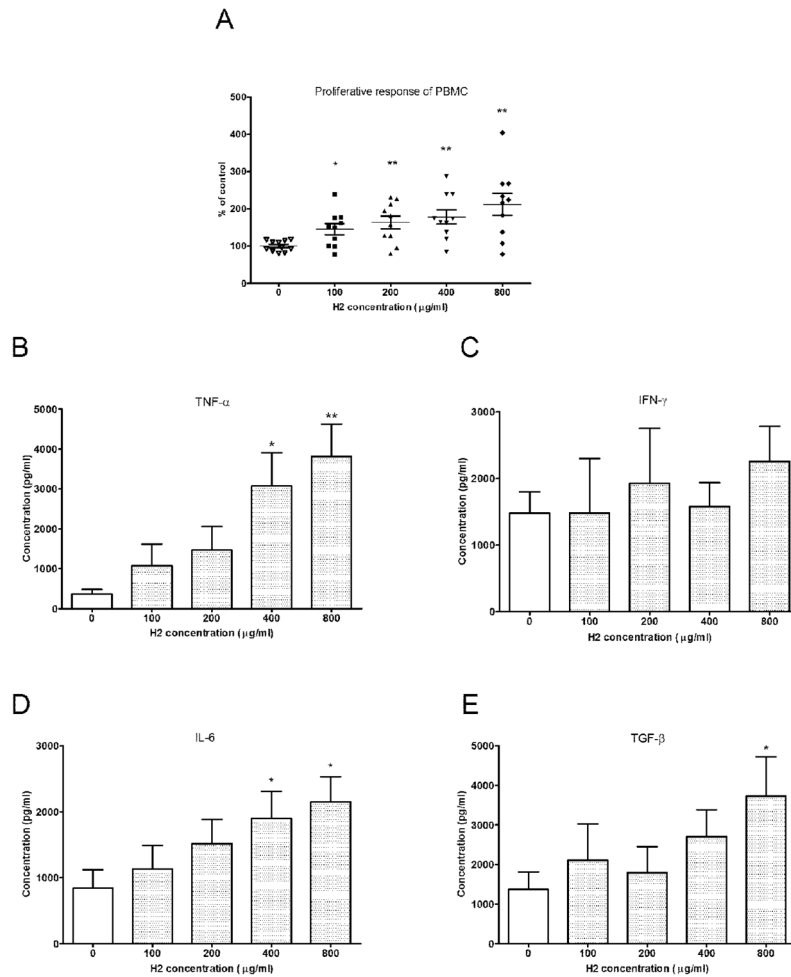 A
Proliferative response of PBMC
500
400
300
200
100
0
% of control
* ** ** **
0 100 200 400 800
H2 concentration (μg/ml)
B
TNF-α
5000
4000
3000
2000
1000
0
Concentration (pg/ml)
* **
0 100 200 400 800
H2 concentration (μg/ml)
C
IFN-γ
3000
2000
1000
0
Concentration (pg/ml)
0 100 200 400 800
H2 concentration (μg/ml)
D
IL-6
3000
2000
1000
0
Concentration (pg/ml)
* *
0 100 200 400 800
H2 concentration (μg/ml)
E
TGF-β
5000
4000
3000
2000
1000
0
Concentration (pg/ml)
*
0 100 200 400 800
H2 concentration (μg/ml)